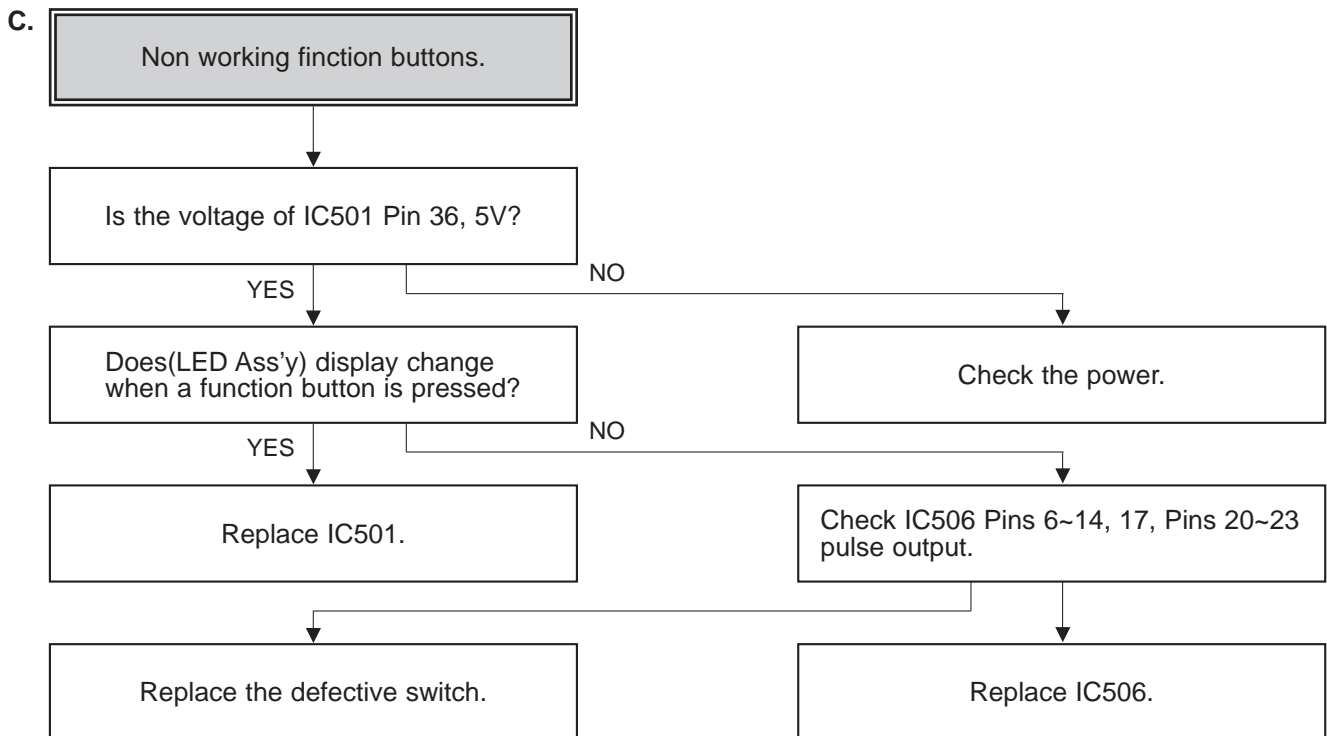 C.
Non working finction buttons.
Is the voltage of IC501 Pin 36, 5V?
YES
NO
Does(LED Ass'y) display change
when a function button is pressed?
Check the power.
YES
NO
Replace IC501.
Check IC506 Pins 6~14, 17, Pins 20~23
pulse output.
Replace the defective switch.
Replace IC506.